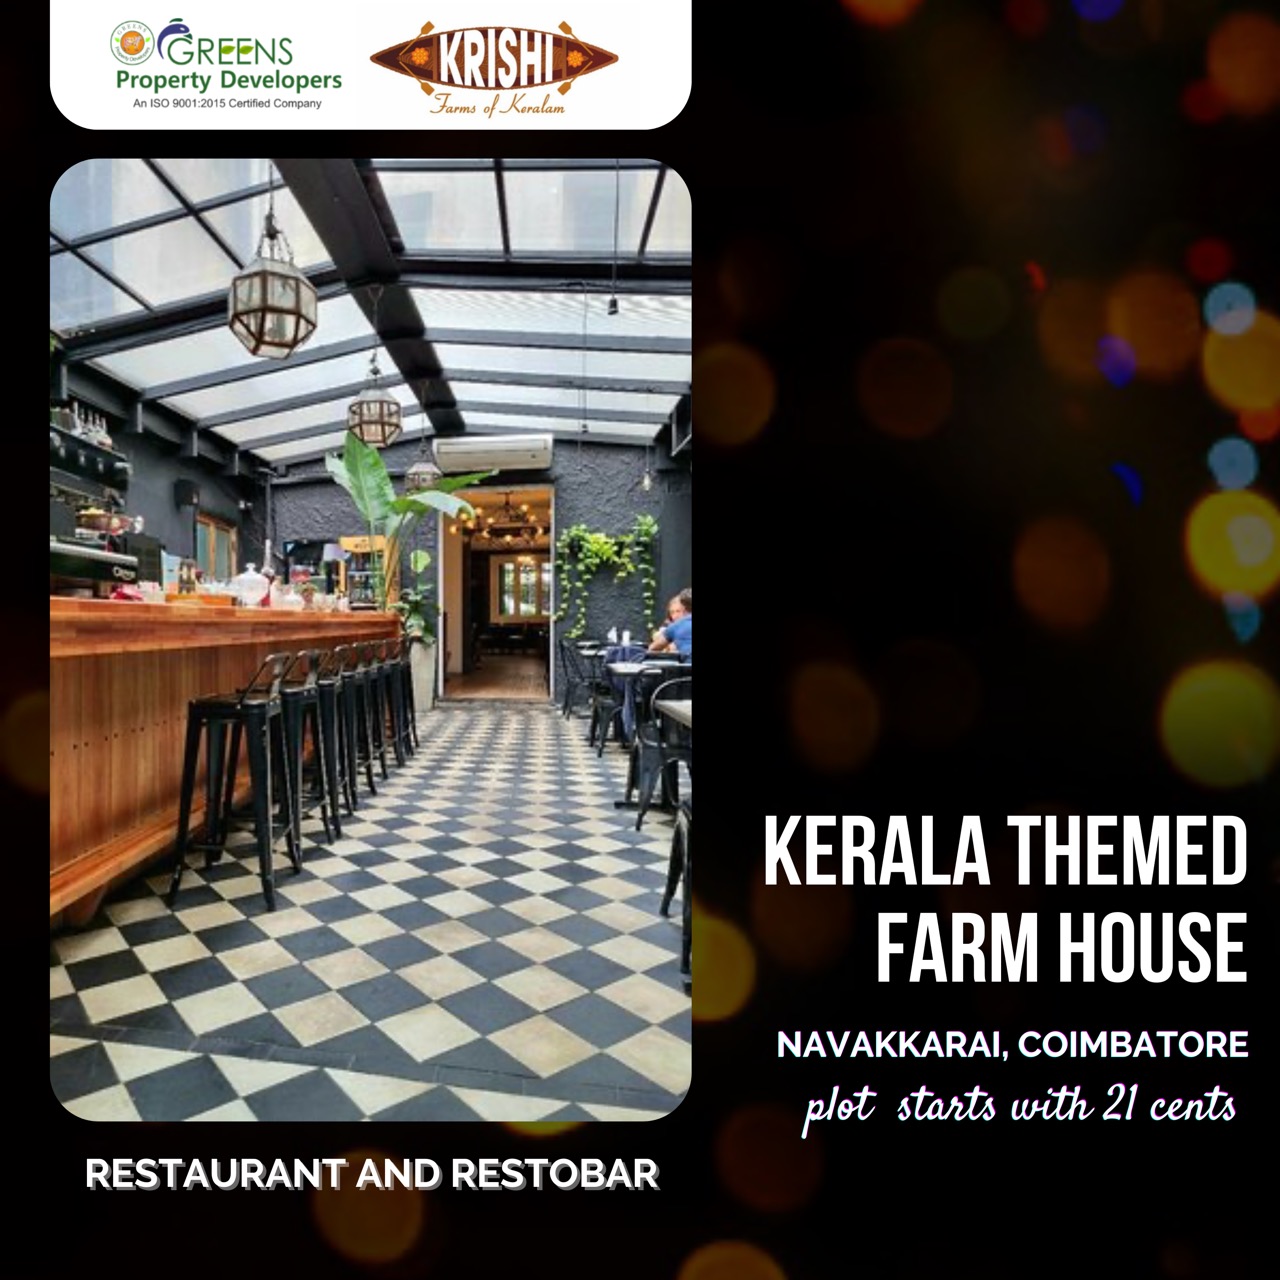 GREENS
Property Developers
An ISO 9001:2015 Certified Company
KRISHI
Farms of Keralam
KERALA THEMED
FARM HOUSE
NAVAKKARAI, COIMBATORE
plot starts with 21 cents
RESTAURANT AND RESTOBAR